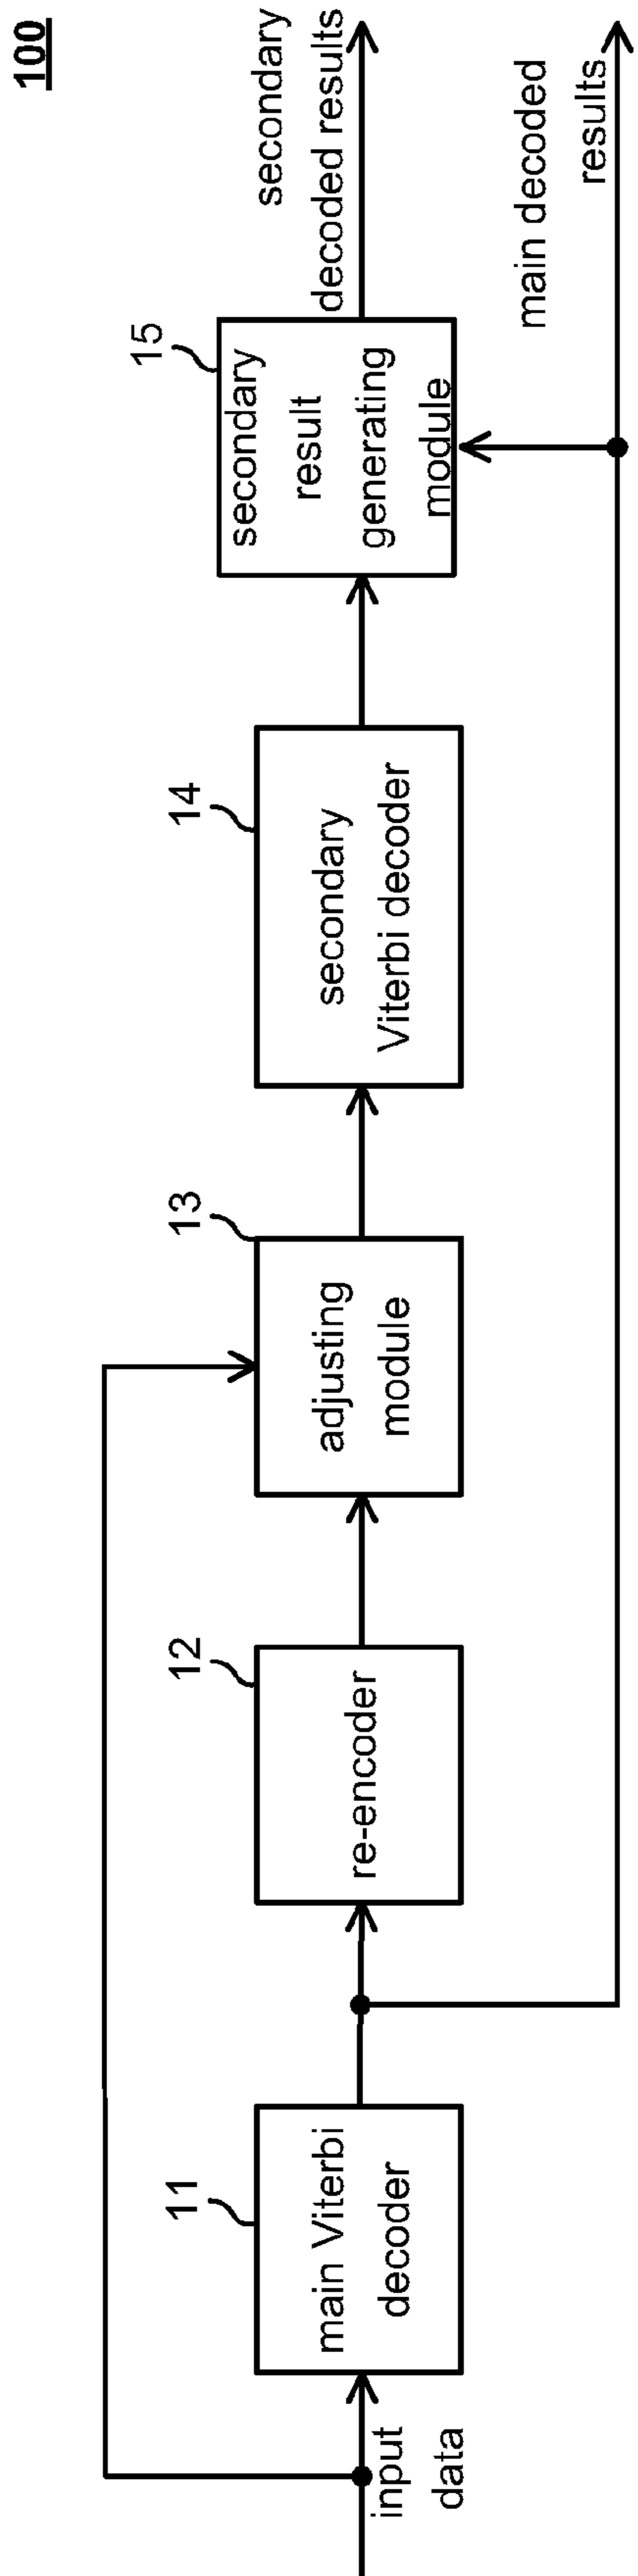 100
input
data
11
main Viterbi
decoder
12
re-encoder
13
adjusting
module
14
secondary
Viterbi decoder
15
secondary
result
generating
module
secondary
decoded results
main decoded
results